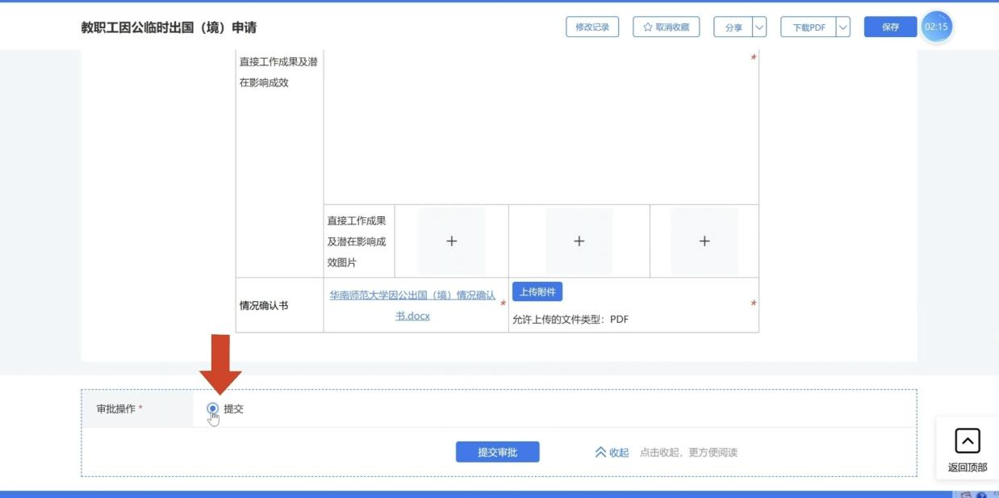 教职工因公临时出国（境）申请
修改记录
取消收藏
分享
下载PDF
保存
02:15
直接工作成果及潜
在影响成效
*
直接工作成果
及潜在影响成
效图片
情况确认书
华南师范大学因公出国（境）情况确认
书.docx
*
上传附件
允许上传的文件类型：PDF
*
审批操作 *
提交
提交审批
收起
点击收起，更方便阅读
返回顶部